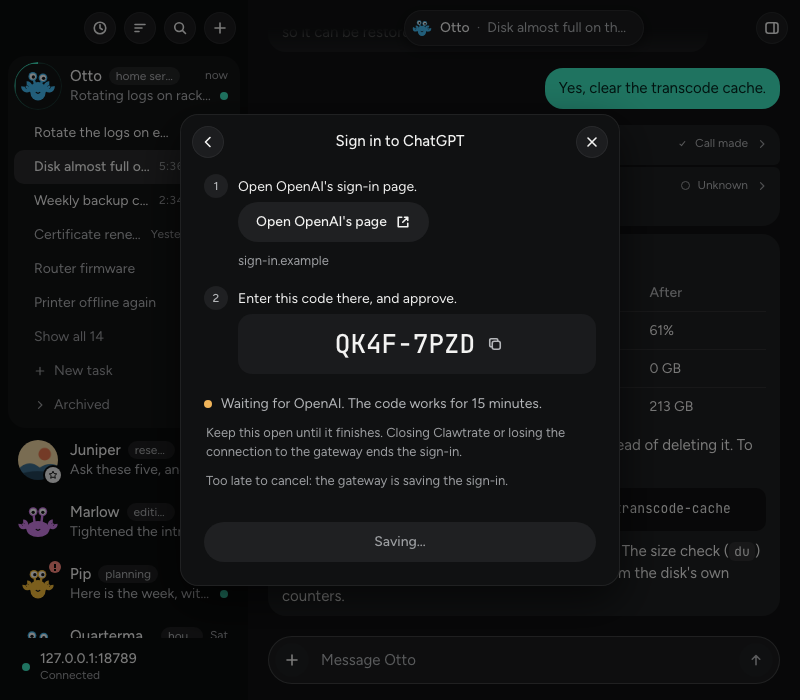 so it can be restor
Otto · Disk almost full on th...
Otto home ser... now
Rotating logs on rack...
Yes, clear the transcode cache.
Rotate the logs on e...
Disk almost full o... 5:36
Weekly backup c... 2:34
Certificate rene... Yeste
Router firmware
Printer offline again
Show all 14
New task
Archived
Juniper rese...
Ask these five, an
Marlow editi...
Tightened the intr
Pip planning
Here is the week, wit...
Quarterma hou... Sat
127.0.0.1:18789
Connected
Sign in to ChatGPT
1 Open OpenAI's sign-in page.
Open OpenAI's page
sign-in.example
2 Enter this code there, and approve.
QK4F-7PZD
Waiting for OpenAI. The code works for 15 minutes.
Keep this open until it finishes. Closing Clawtrate or losing the
connection to the gateway ends the sign-in.
Too late to cancel: the gateway is saving the sign-in.
Saving...
Call made
Unknown
After
61%
0 GB
213 GB
ead of deleting it. To
transcode-cache
The size check ( du )
m the disk's own
counters.
Message Otto